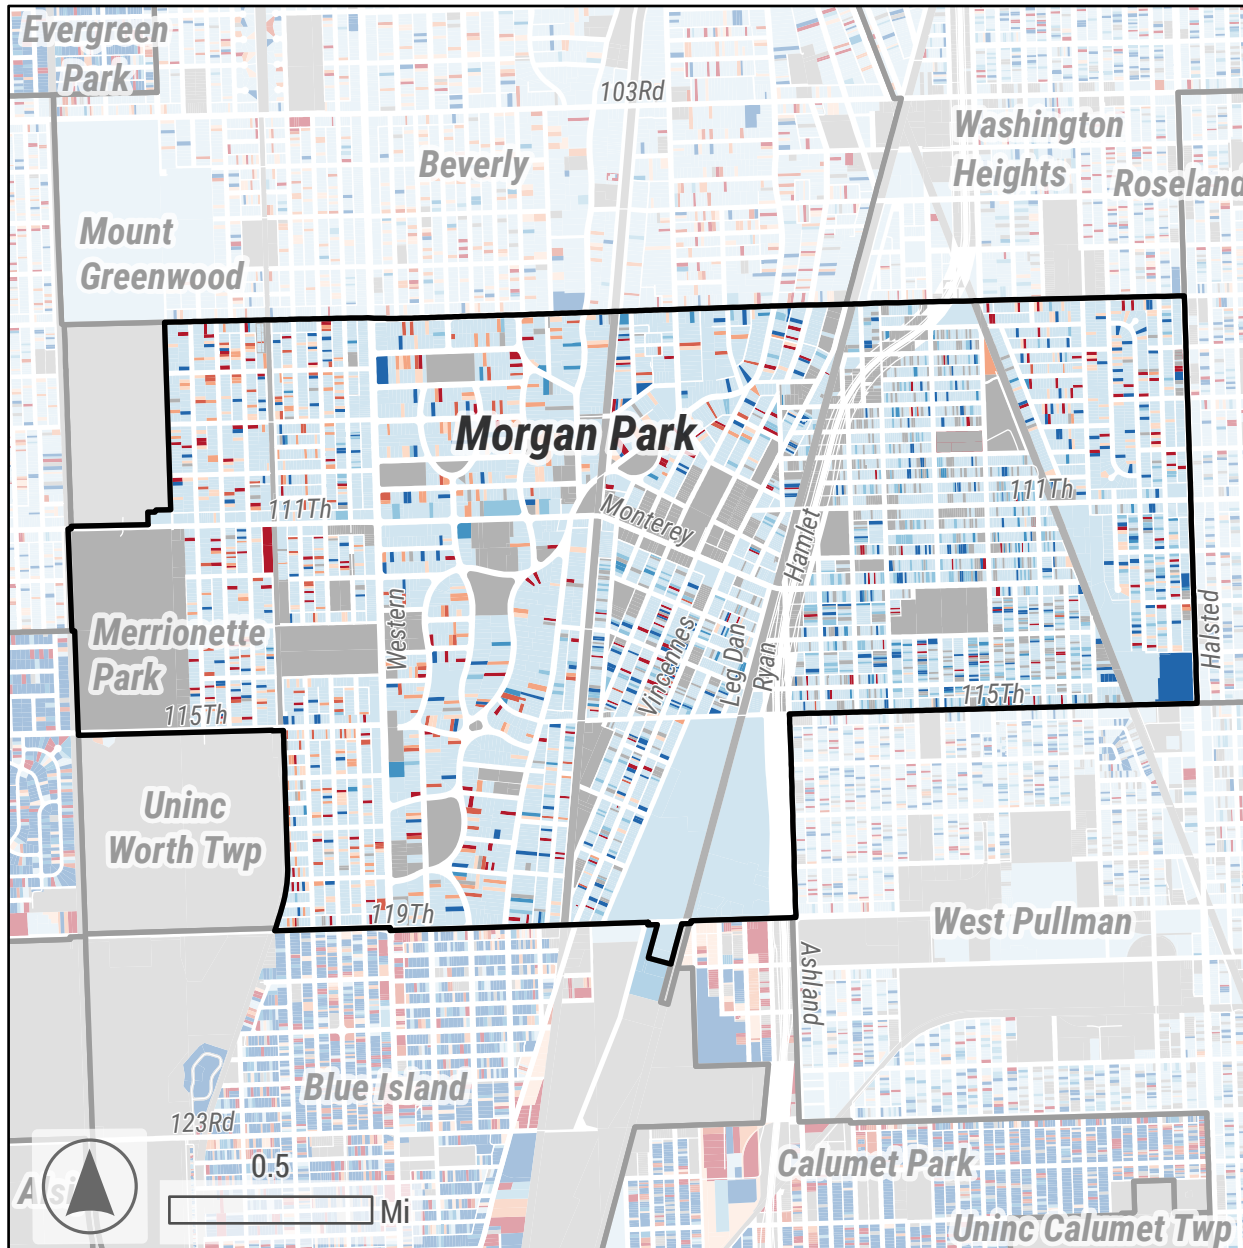 Evergreen
Park
103Rd
Washington
Heights
Beverly
Roseland
Mount
Greenwood
Morgan Park
111Th
111Th
Monterey
Hamlet
Western
Halsted
Merrionette
Park
Vincennes
Leg Dan
Ryan
115Th
115Th
Uninc
Worth Twp
119Th
West Pullman
Ashland
Blue Island
123Rd
Calumet Park
0.5
Mi
Uninc Calumet Twp